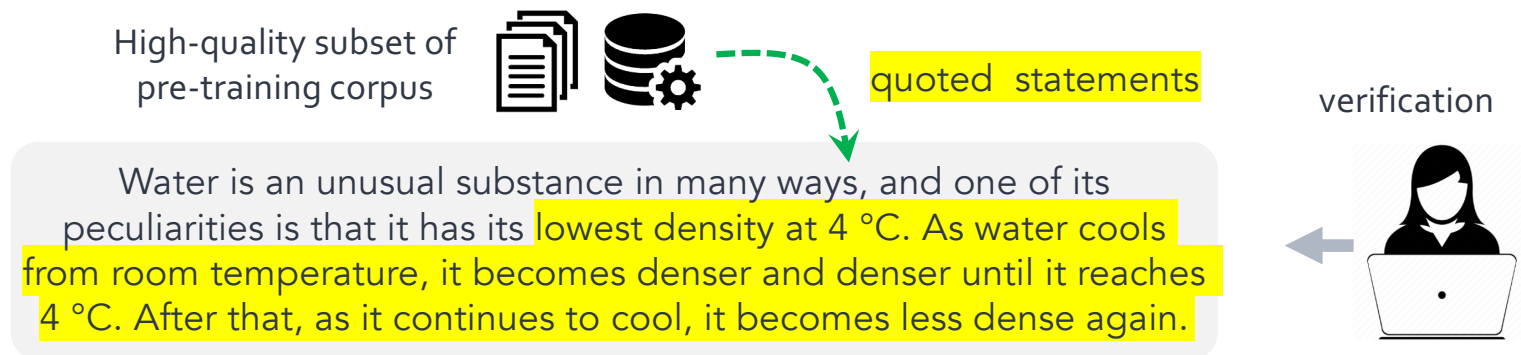 High-quality subset of
pre-training corpus
quoted statements
verification
Water is an unusual substance in many ways, and one of its
peculiarities is that it has its lowest density at 4 °C. As water cools
from room temperature, it becomes denser and denser until it reaches
4 °C. After that, as it continues to cool, it becomes less dense again.